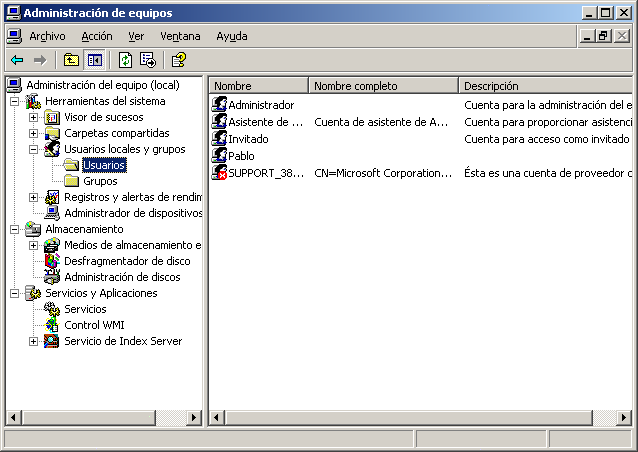 Administración de equipos
Archivo Acción Ver Ventana Ayuda
Administración del equipo (local)
Herramientas del sistema
Visor de sucesos
Carpetas compartidas
Usuarios locales y grupos
Usuarios
Grupos
Registros y alertas de rendim
Administrador de dispositivos
Almacenamiento
Medios de almacenamiento e
Desfragmentador de disco
Administración de discos
Servicios y Aplicaciones
Servicios
Control WMI
Servicio de Index Server
Nombre Nombre completo Descripción
Administrador Cuenta para la administración del e
Asistente de ... Cuenta de asistente de A... Cuenta para proporcionar asistenci
Invitado Cuenta para acceso como invitado
Pablo
SUPPORT_38... CN=Microsoft Corporation... Ésta es una cuenta de proveedor